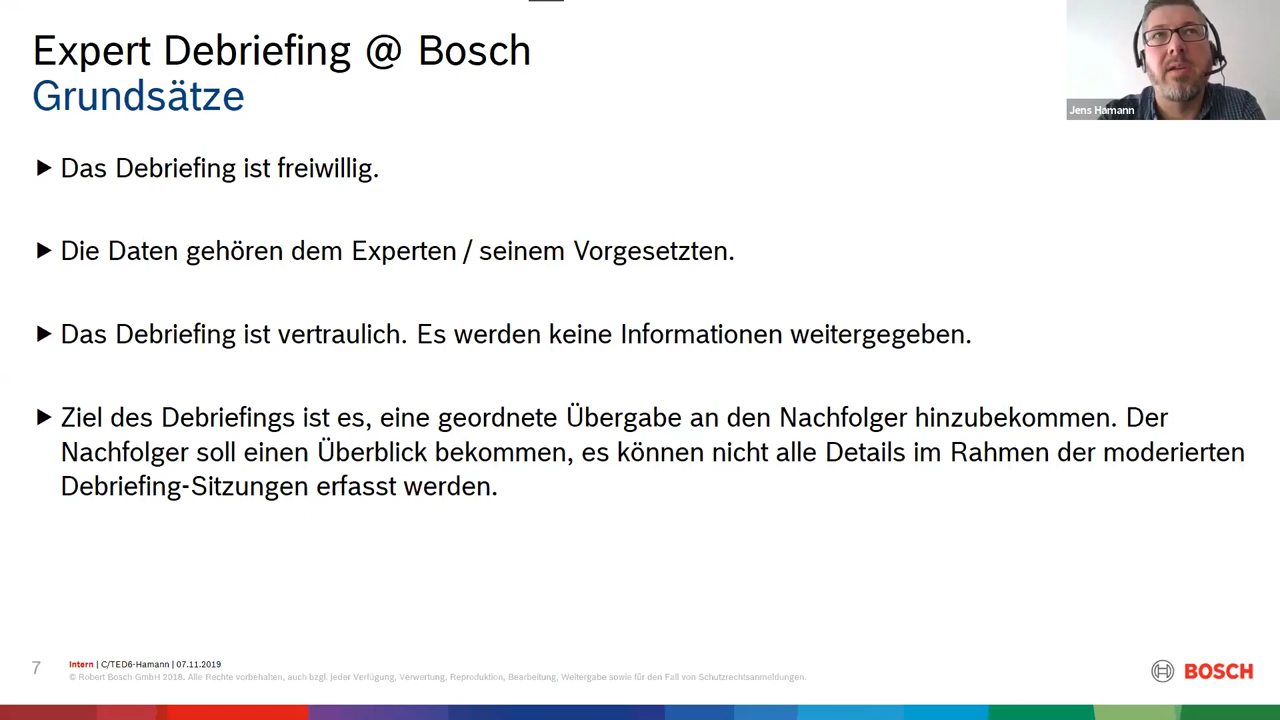 Expert Debriefing @ Bosch
Grundsätze
Jens Hamann
Das Debriefing ist freiwillig.
Die Daten gehören dem Experten / seinem Vorgesetzten.
Das Debriefing ist vertraulich. Es werden keine Informationen weitergegeben.
Ziel des Debriefings ist es, eine geordnete Übergabe an den Nachfolger hinzubekommen. Der
Nachfolger soll einen Überblick bekommen, es können nicht alle Details im Rahmen der moderierten
Debriefing-Sitzungen erfasst werden.
7
Intern | C/TED6-Hamann | 07.11.2019
© Robert Bosch GmbH 2018. Alle Rechte vorbehalten, auch bzgl. jeder Verfügung, Verwertung, Reproduktion, Bearbeitung, Weitergabe sowie für den Fall von Schutzrechtsanmeldungen.
BOSCH